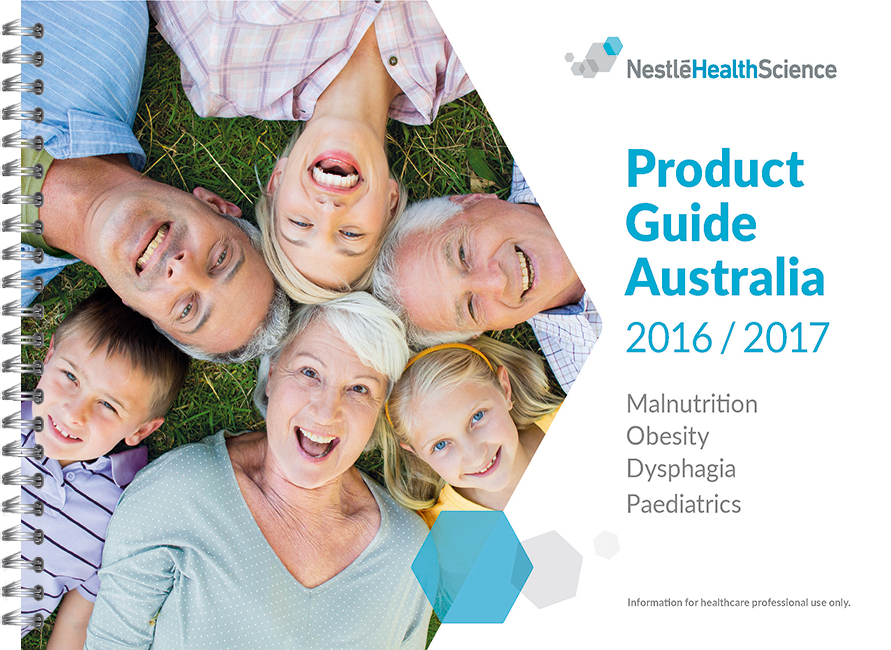 NestléHealthScience
Product
Guide
Australia
2016 / 2017
Malnutrition
Obesity
Dysphagia
Paediatrics
Information for healthcare professional use only.